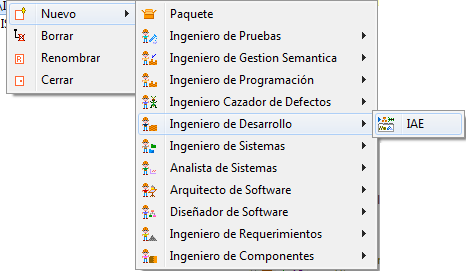 Nuevo
Borrar
Renombrar
Cerrar
Paquete
Ingeniero de Pruebas
Ingeniero de Gestion Semantica
Ingeniero de Programación
Ingeniero Cazador de Defectos
Ingeniero de Desarrollo
Ingeniero de Sistemas
Analista de Sistemas
Arquitecto de Software
Diseñador de Software
Ingeniero de Requerimientos
Ingeniero de Componentes
IAE